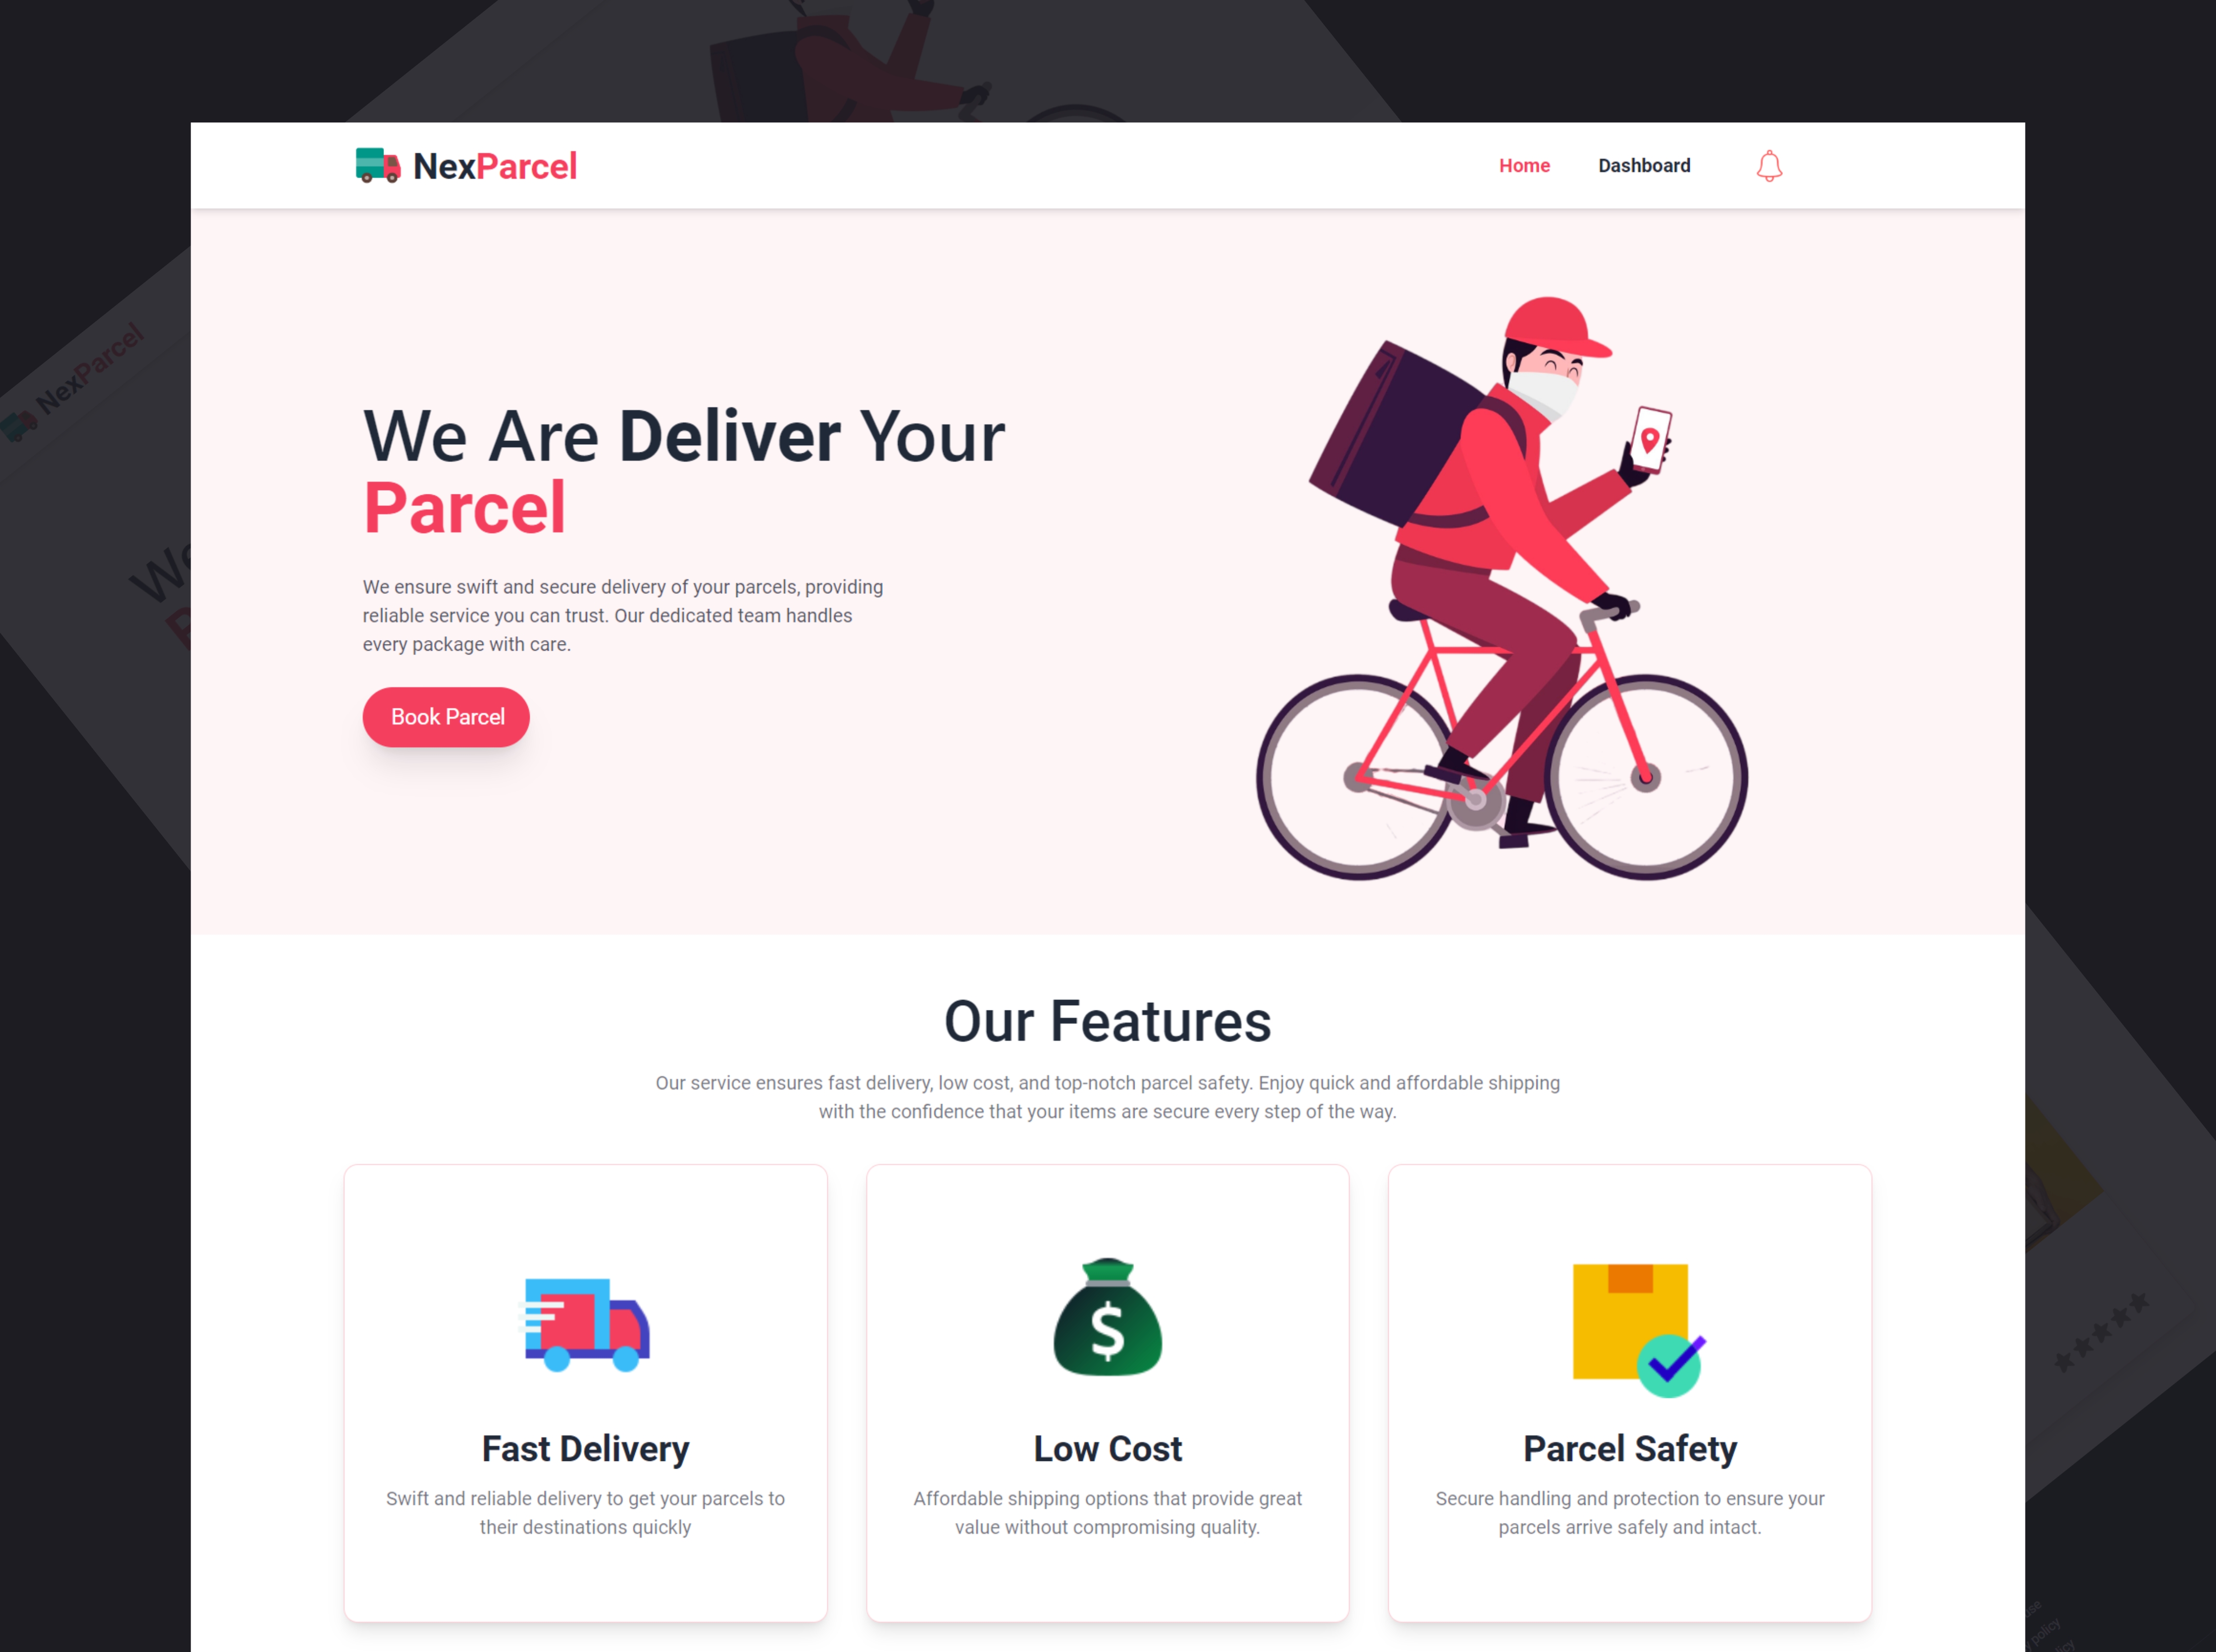 NexParcel
Home
Dashboard
We Are Deliver Your
Parcel
We ensure swift and secure delivery of your parcels, providing
reliable service you can trust. Our dedicated team handles
every package with care.
Book Parcel
Our Features
Our service ensures fast delivery, low cost, and top-notch parcel safety. Enjoy quick and affordable shipping
with the confidence that your items are secure every step of the way.
$
Fast Delivery
Swift and reliable delivery to get your parcels to
their destinations quickly
Low Cost
Affordable shipping options that provide great
value without compromising quality.
Parcel Safety
Secure handling and protection to ensure your
parcels arrive safely and intact.
NexParcel
We
policy